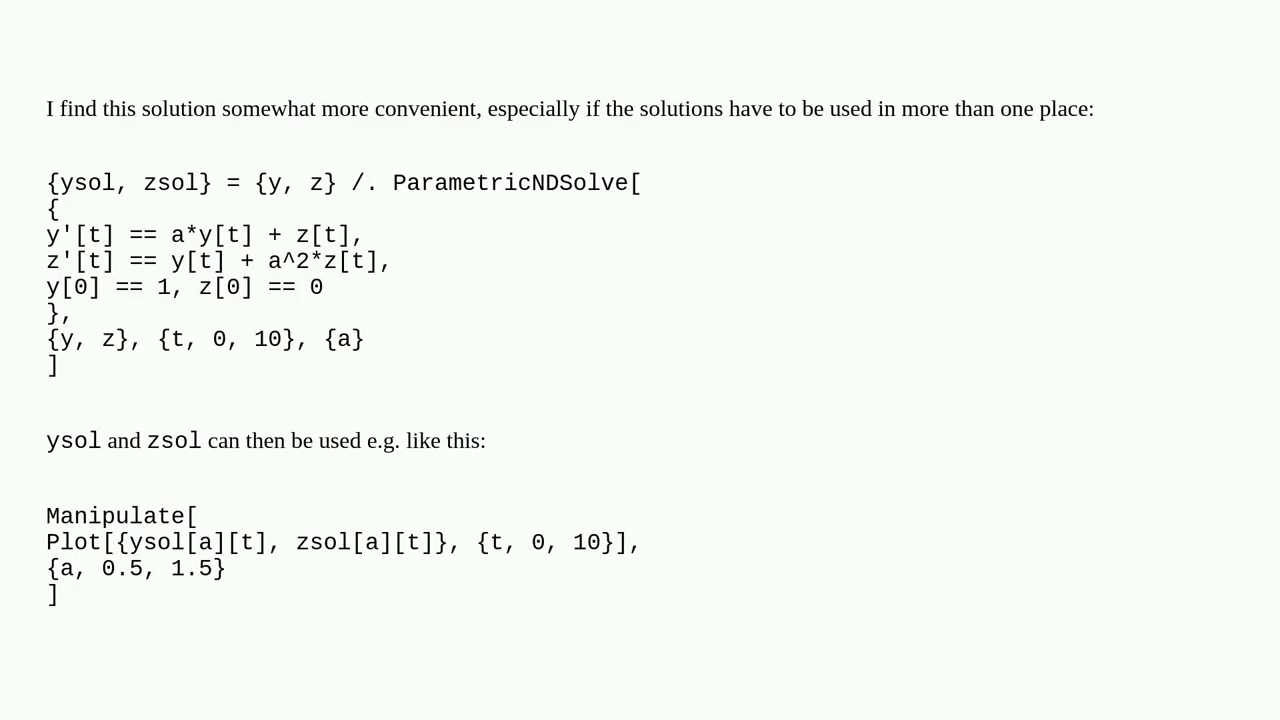 I find this solution somewhat more convenient, especially if the solutions have to be used in more than one place:
{ysol, zsol} = {y, z} /. ParametricNDSolve[
{
y'[t] == a*y[t] + z[t],
z'[t] == y[t] + a^2*z[t],
y[0] == 1, z[0] == 0
},
{y, z}, {t, 0, 10}, {a}
]
ysol and zsol can then be used e.g. like this:
Manipulate[
Plot[{ysol[a][t], zsol[a][t]}, {t, 0, 10}],
{a, 0.5, 1.5}
]